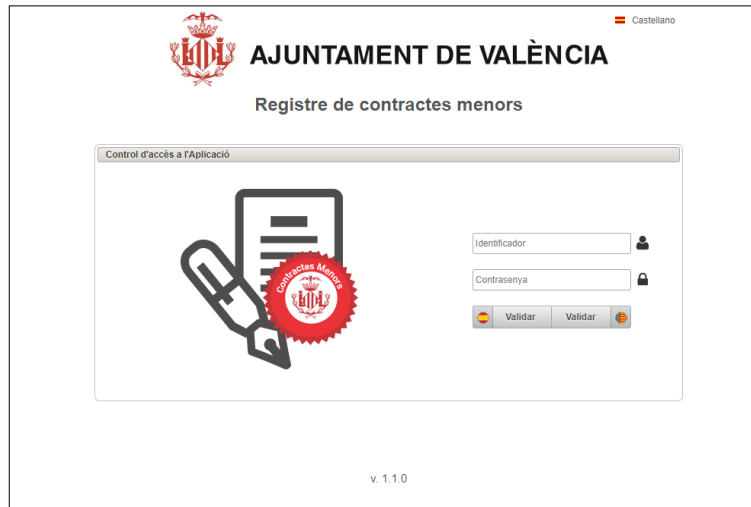 Castellano
AJUNTAMENT DE VALÈNCIA
Registre de contractes menors
Control d'accés a l'Aplicació
Contractes Menors
Identificador
Contrasenya
Validar Validar
v. 1.1.0